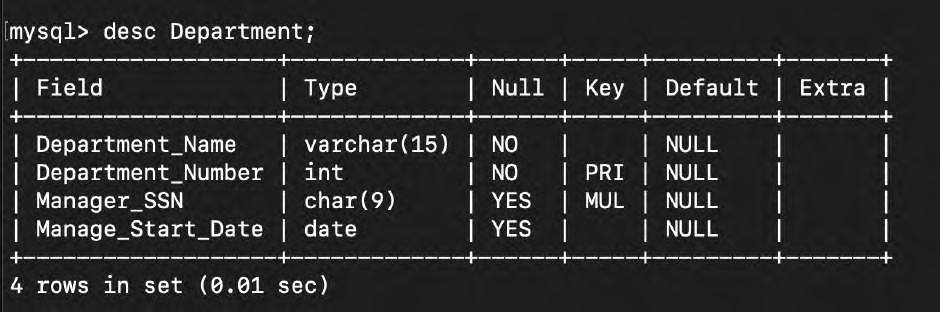 mysql> desc Department;
+-------------------+-------------+------+-----+---------+-------+
| Field             | Type        | Null | Key | Default | Extra |
+-------------------+-------------+------+-----+---------+-------+
| Department_Name   | varchar(15) | NO   |     | NULL    |       |
| Department_Number | int         | NO   | PRI | NULL    |       |
| Manager_SSN       | char(9)     | YES  | MUL | NULL    |       |
| Manage_Start_Date | date        | YES  |     | NULL    |       |
+-------------------+-------------+------+-----+---------+-------+
4 rows in set (0.01 sec)